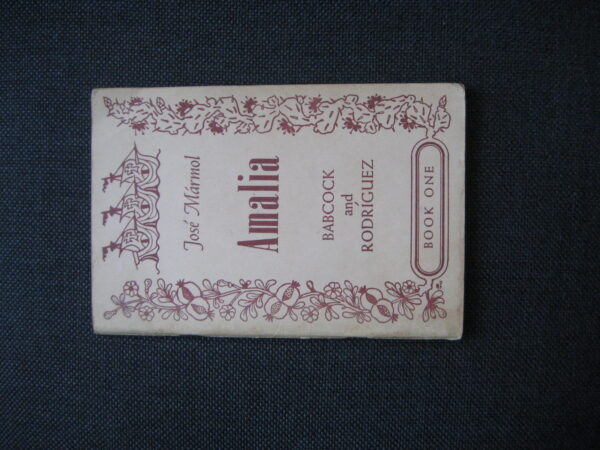 José Mármol
Amalia
BABCOCK
and
RODRÍGUEZ
BOOK ONE